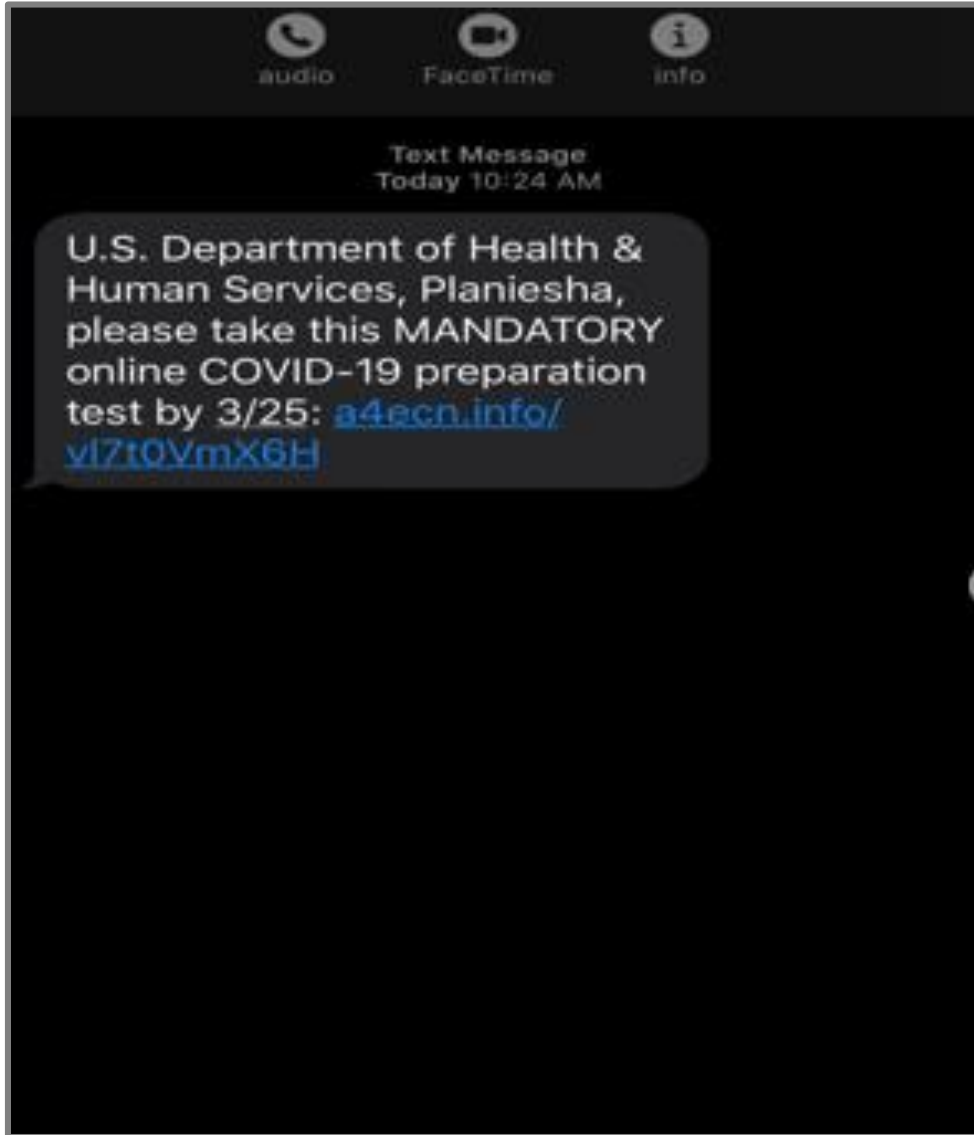 audio FaceTime info
Text Message
Today 10:24 AM
U.S. Department of Health &
Human Services, Planiesha,
please take this MANDATORY
online COVID-19 preparation
test by 3/25: a4ecn.info/
vl7t0VmX6H